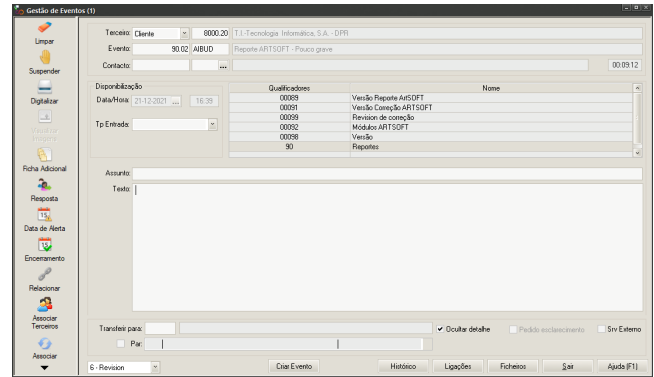 Gestão de Eventos (1)
Limpar
Suspender
Digitalizar
Visualizar
Ficha Adicional
Resposta
Data de Alerta
Encerramento
Relacionar
Associar
Terceiros
Associar
Terceiro: Cliente 8000.20 T.I.-Tecnologia Informática, S.A. - DPR
Evento: 90.02 AIBUD Reporte ARTSOFT - Pouco grave
Contacto: ... 00:09:12
Disponibilização
Data/Hora: 21-12-2021 ... 16:39
Tp Entrada:
Qualificadores Nome
00089 Versão Reporte ArtSOFT
00091 Versão Correção ARTSOFT
00099 Revision de correção
00092 Módulos ARTSOFT
00098 Versão
90 Reportes
Assunto:
Texto:
Transferir para: Ocultar detalhe Pedido esclarecimento Srv Externo
Par:
6 - Revision Criar Evento Histórico Ligações Ficheiros Sair Ajuda (F1)